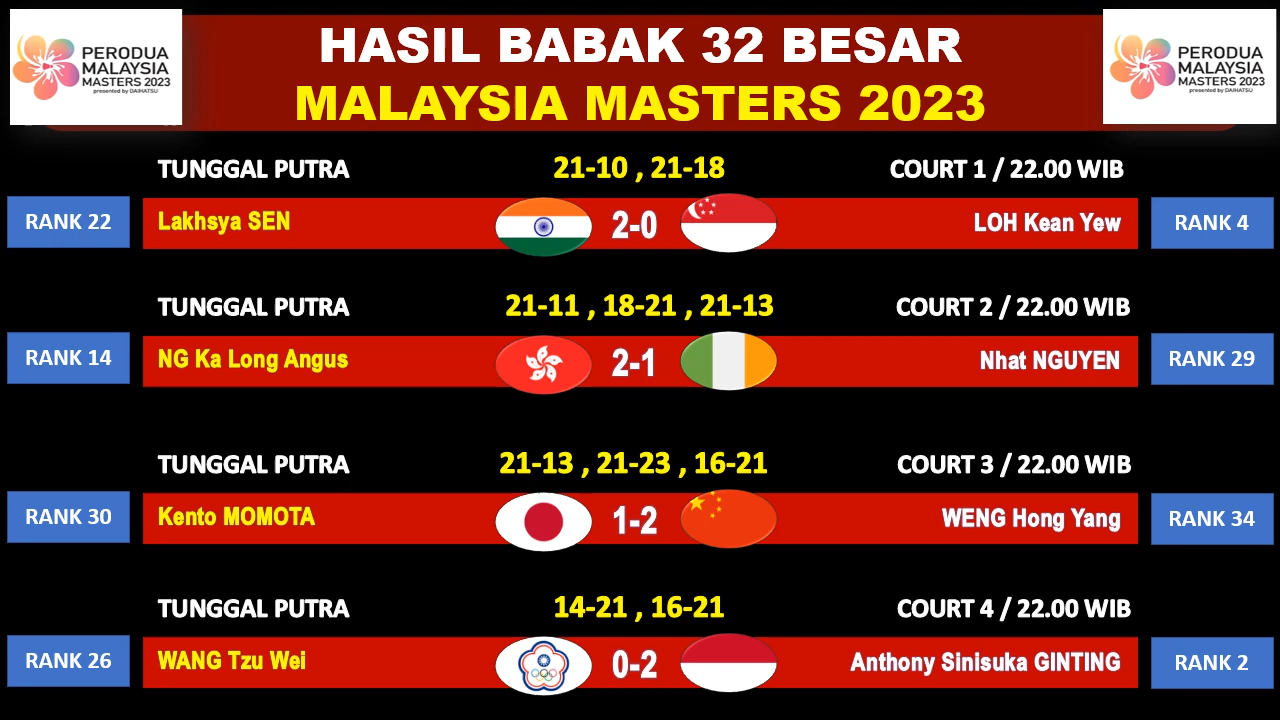 PERODUA
MALAYSIA
MASTERS 2023
presented by DAIHATSU
HASIL BABAK 32 BESAR
MALAYSIA MASTERS 2023
PERODUA
MALAYSIA
MASTERS 2023
presented by DAIHATSU
TUNGGAL PUTRA 21-10 , 21-18 COURT 1 / 22.00 WIB
RANK 22 Lakhsya SEN 2-0 LOH Kean Yew RANK 4
TUNGGAL PUTRA 21-11 , 18-21 , 21-13 COURT 2 / 22.00 WIB
RANK 14 NG Ka Long Angus 2-1 Nhat NGUYEN RANK 29
TUNGGAL PUTRA 21-13 , 21-23 , 16-21 COURT 3 / 22.00 WIB
RANK 30 Kento MOMOTA 1-2 WENG Hong Yang RANK 34
TUNGGAL PUTRA 14-21 , 16-21 COURT 4 / 22.00 WIB
RANK 26 WANG Tzu Wei 0-2 Anthony Sinisuka GINTING RANK 2